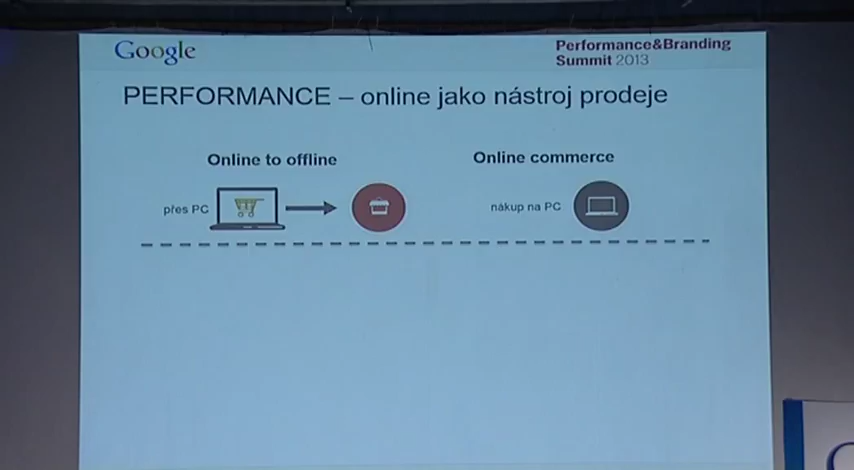 Google
Performance&Branding
Summit 2013
PERFORMANCE – online jako nástroj prodeje
Online to offline
Online commerce
přes PC
nákup na PC